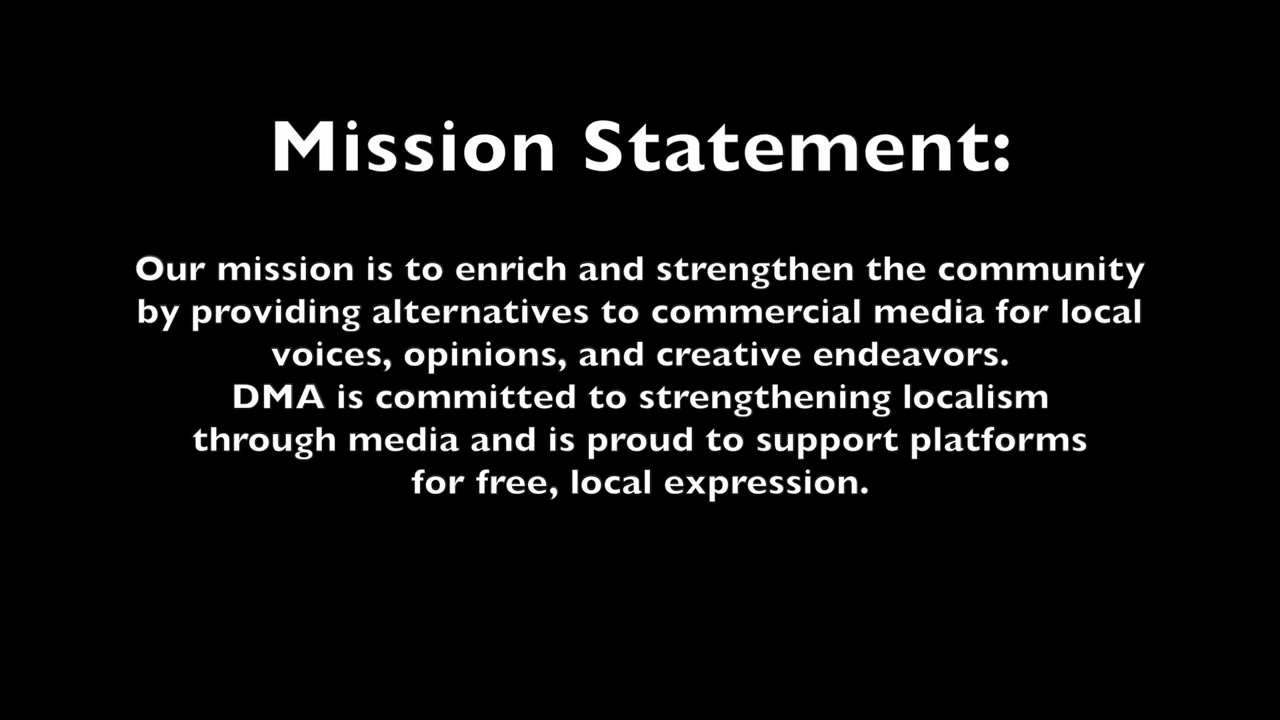 Mission Statement:
Our mission is to enrich and strengthen the community
by providing alternatives to commercial media for local
voices, opinions, and creative endeavors.
DMA is committed to strengthening localism
through media and is proud to support platforms
for free, local expression.